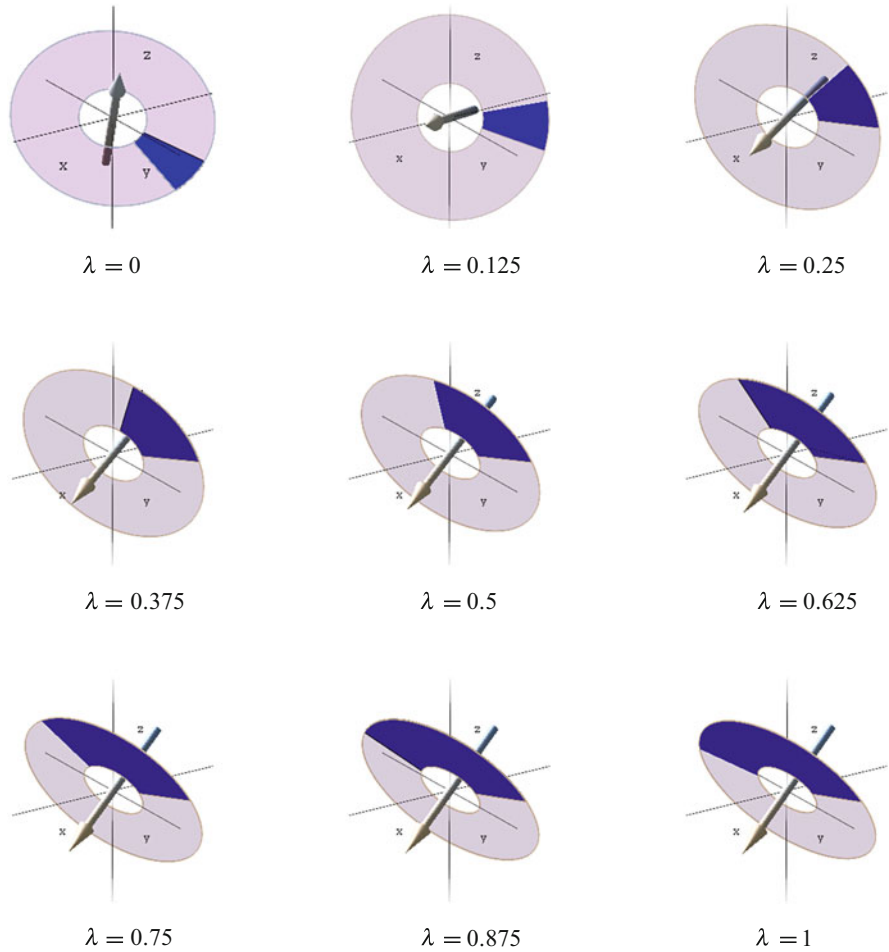 z
x
y
λ = 0
z
x
y
λ = 0.125
z
x
y
λ = 0.25
x
y
λ = 0.375
z
x
y
λ = 0.5
z
x
y
λ = 0.625
z
x
y
λ = 0.75
z
x
y
λ = 0.875
z
x
y
λ = 1